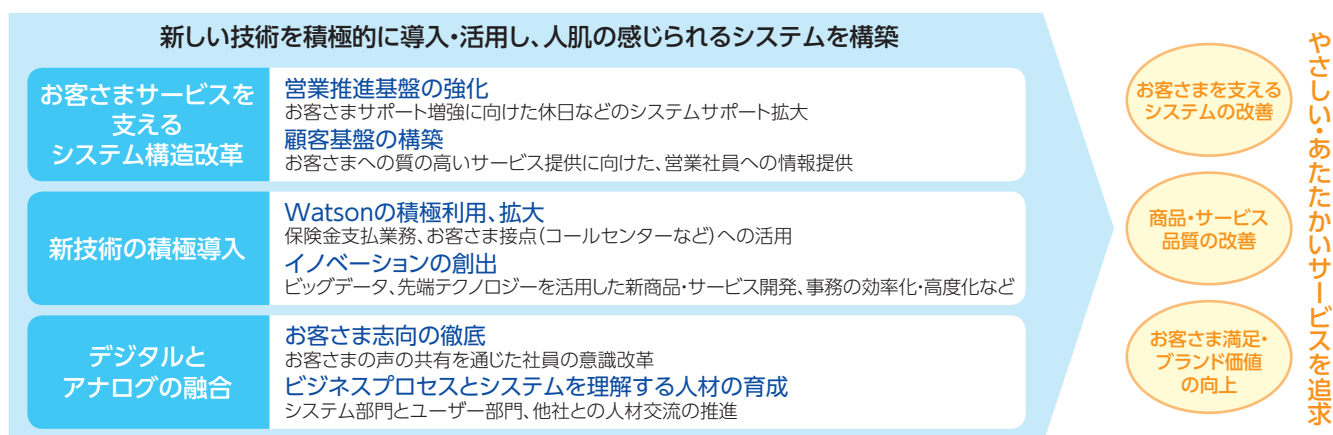 新しい技術を積極的に導入・活用し、人肌の感じられるシステムを構築
お客さまサービスを
支える
システム構造改革
営業推進基盤の強化
お客さまサポート増強に向けた休日などのシステムサポート拡大
顧客基盤の構築
お客さまへの質の高いサービス提供に向けた、営業社員への情報提供
新技術の積極導入
Watsonの積極利用、拡大
保険金支払業務、お客さま接点(コールセンターなど)への活用
イノベーションの創出
ビッグデータ、先端テクノロジーを活用した新商品・サービス開発、事務の効率化・高度化など
デジタルと
アナログの融合
お客さま志向の徹底
お客さまの声の共有を通じた社員の意識改革
ビジネスプロセスとシステムを理解する人材の育成
システム部門とユーザー部門、他社との人材交流の推進
お客さまを支える
システムの改善
商品・サービス
品質の改善
お客さま満足・
ブランド価値
の向上
やさしい・あたたかいサービスを追求